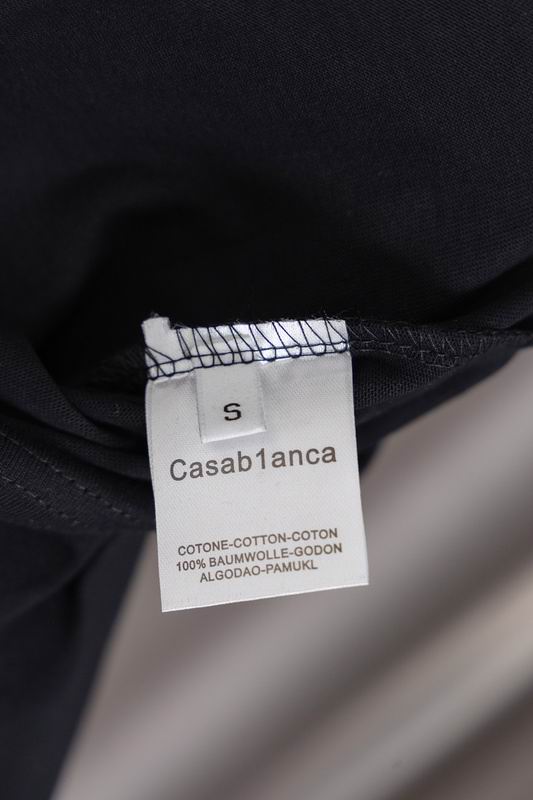 S
Casab1anca
COTONE-COTTON-COTON
100% BAUMWOLLE-GODON
ALGODAO-PAMUKL